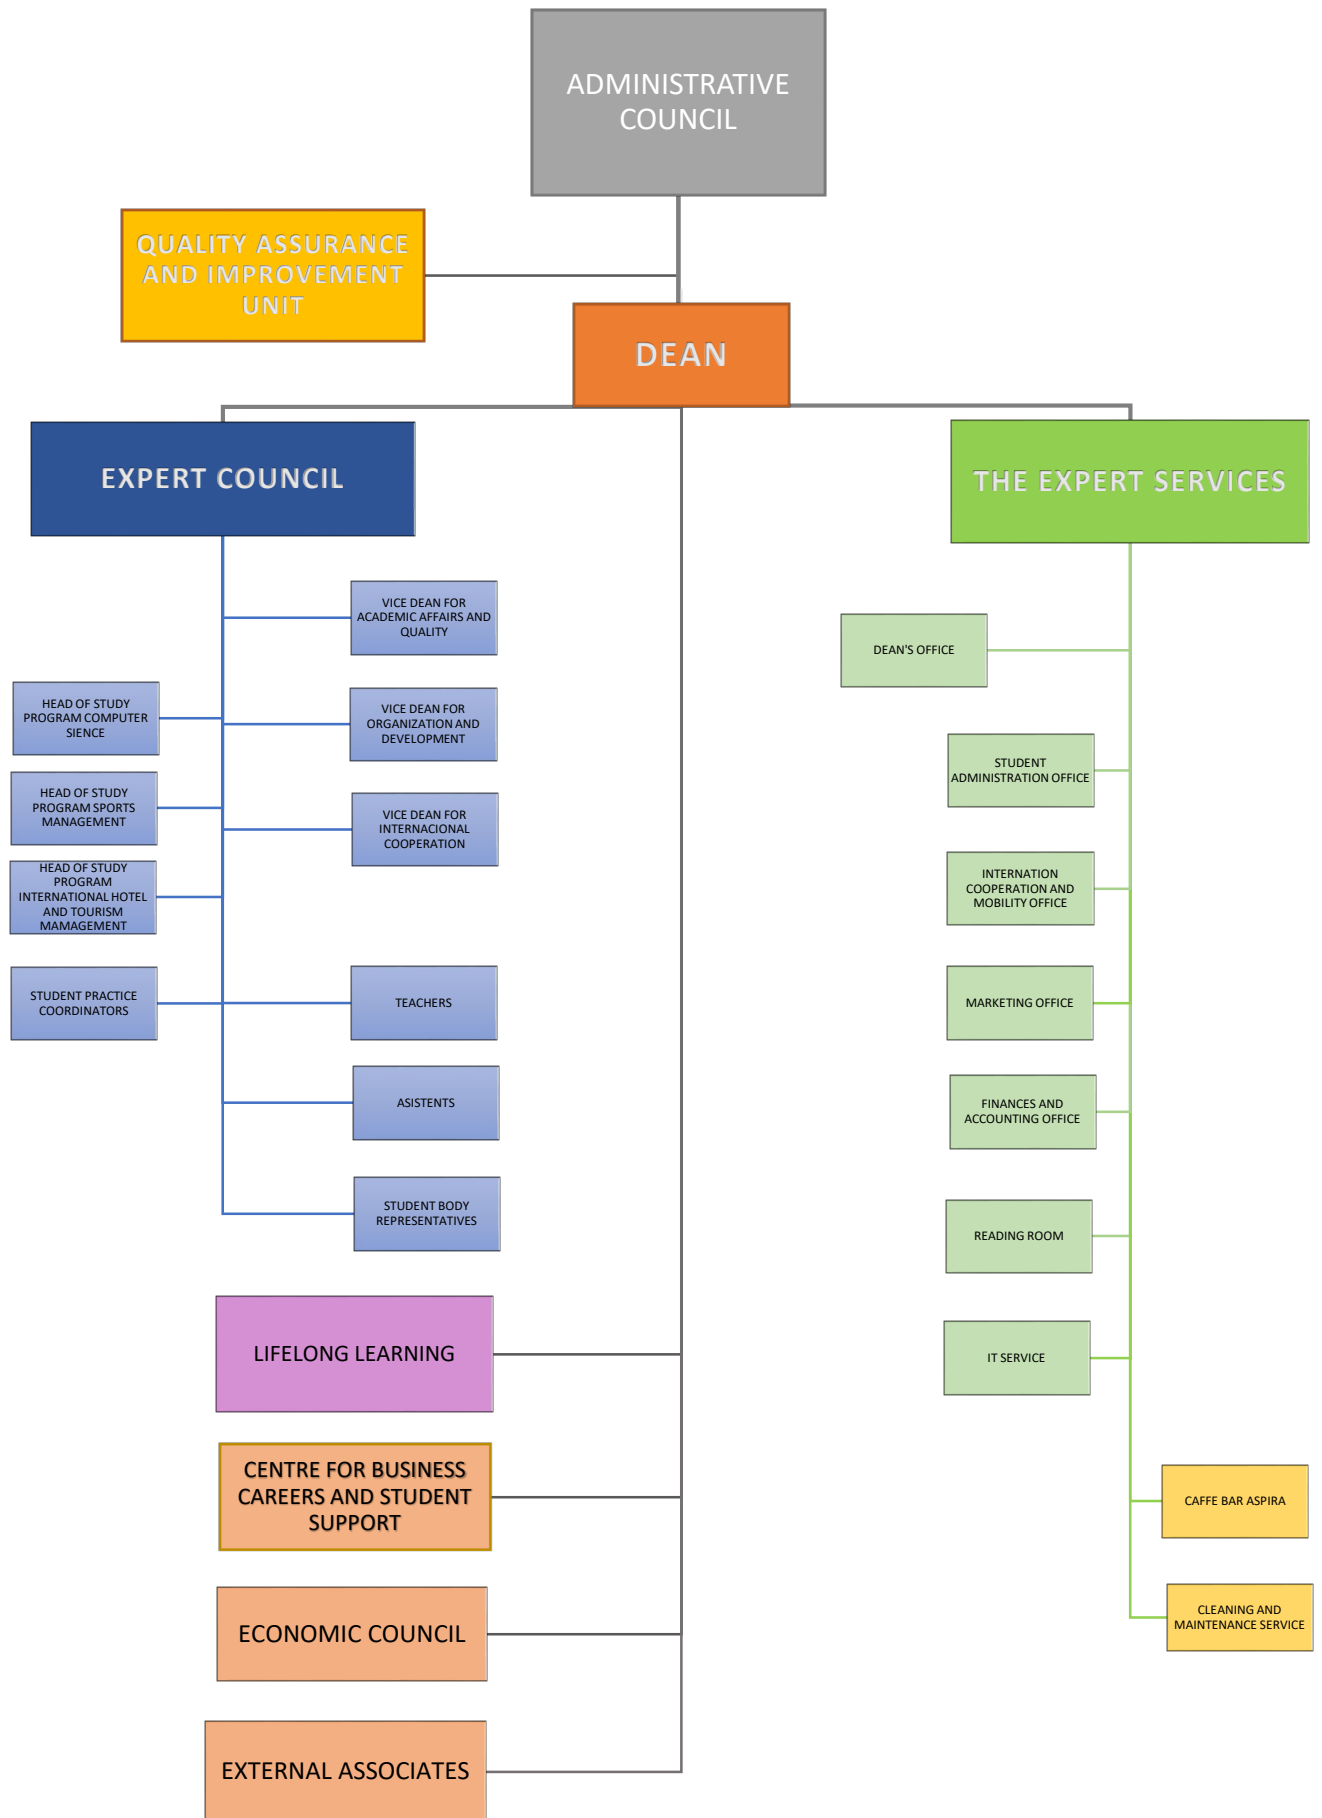 ADMINISTRATIVE
COUNCIL
QUALITY ASSURANCE
AND IMPROVEMENT
UNIT
DEAN
EXPERT COUNCIL
THE EXPERT SERVICES
VICE DEAN FOR
ACADEMIC AFFAIRS AND
QUALITY
HEAD OF STUDY
PROGRAM COMPUTER
SIENCE
VICE DEAN FOR
ORGANIZATION AND
DEVELOPMENT
HEAD OF STUDY
PROGRAM SPORTS
MANAGEMENT
VICE DEAN FOR
INTERNACIONAL
COOPERATION
HEAD OF STUDY
PROGRAM
INTERNATIONAL HOTEL
AND TOURISM
MAMAGEMENT
STUDENT PRACTICE
COORDINATORS
TEACHERS
ASISTENTS
STUDENT BODY
REPRESENTATIVES
DEAN'S OFFICE
STUDENT
ADMINISTRATION OFFICE
INTERNATION
COOPERATION AND
MOBILITY OFFICE
MARKETING OFFICE
FINANCES AND
ACCOUNTING OFFICE
READING ROOM
IT SERVICE
CAFFE BAR ASPIRA
CLEANING AND
MAINTENANCE SERVICE
LIFELONG LEARNING
CENTRE FOR BUSINESS
CAREERS AND STUDENT
SUPPORT
ECONOMIC COUNCIL
EXTERNAL ASSOCIATES